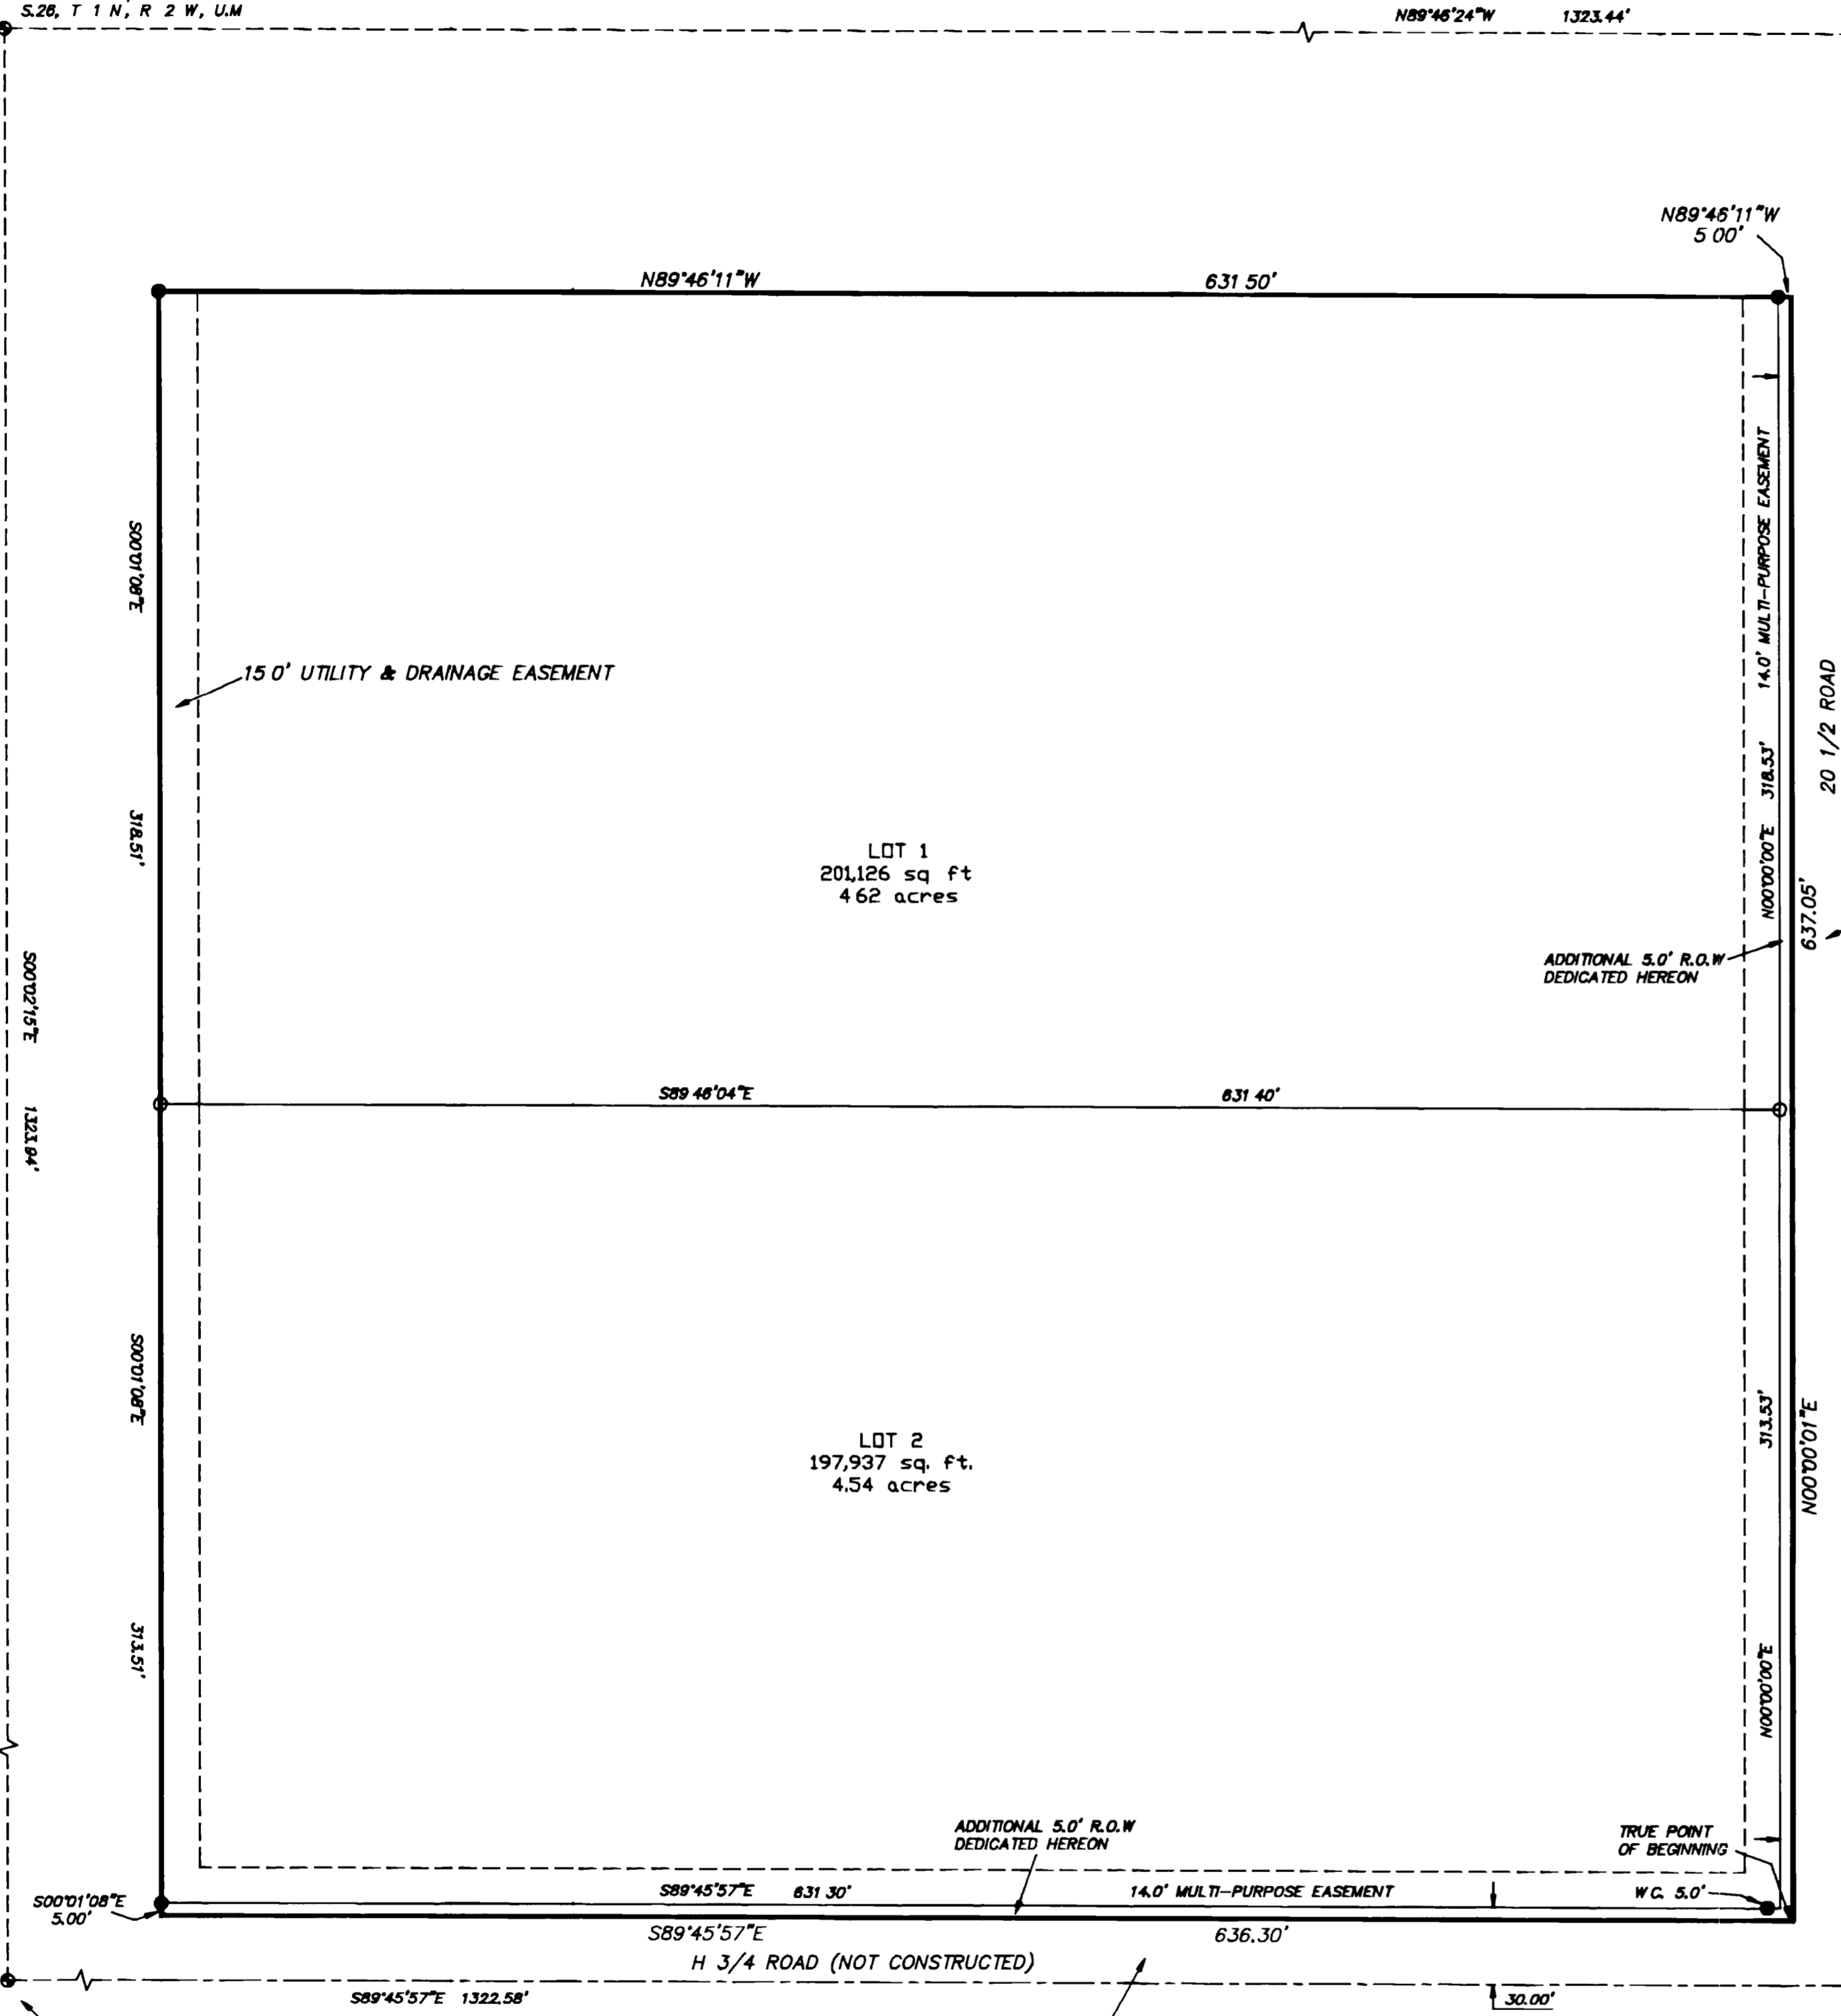 S.26, T 1 N, R 2 W, U.M
N89°46'24"W 1323.44'
N89°46'11"W
5 00'
N89°46'11"W 631 50'
S00°01'08"E
318.51'
15 0' UTILITY & DRAINAGE EASEMENT
14.0' MULTI-PURPOSE EASEMENT
N00°00'00"E 318.53'
20 1/2 ROAD
LOT 1
201,126 sq ft
4 62 acres
637.05'
N00°00'01"E
ADDITIONAL 5.0' R.O.W
DEDICATED HEREON
S00°02'15"E 1323.94'
S89 46'04"E 631 40'
S00°01'08"E
313.51'
313.53'
N00°00'00"E
LOT 2
197,937 sq. ft.
4.54 acres
ADDITIONAL 5.0' R.O.W
DEDICATED HEREON
TRUE POINT
OF BEGINNING
S00°01'08"E
5.00'
S89°45'57"E 631 30'
14.0' MULTI-PURPOSE EASEMENT
W C. 5.0'
S89°45'57"E 636.30'
H 3/4 ROAD (NOT CONSTRUCTED)
S89°45'57"E 1322.58'
30.00'